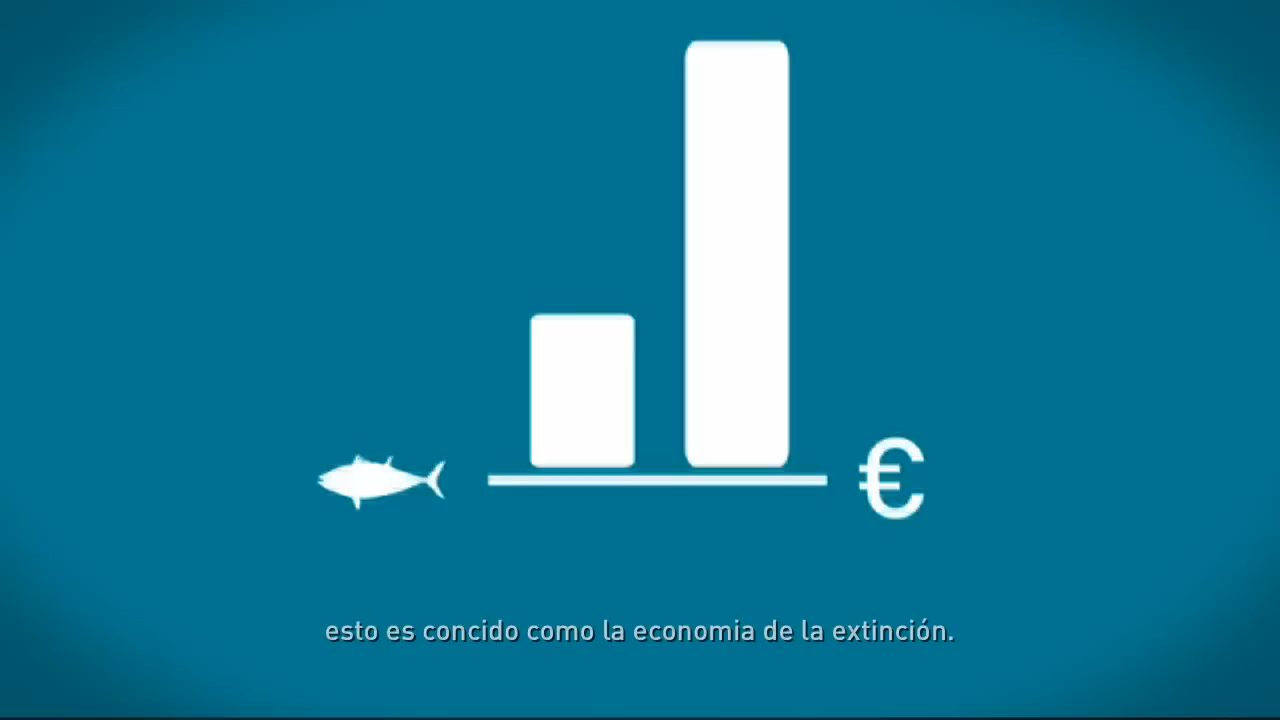 €
esto es concido como la economia de la extinción.